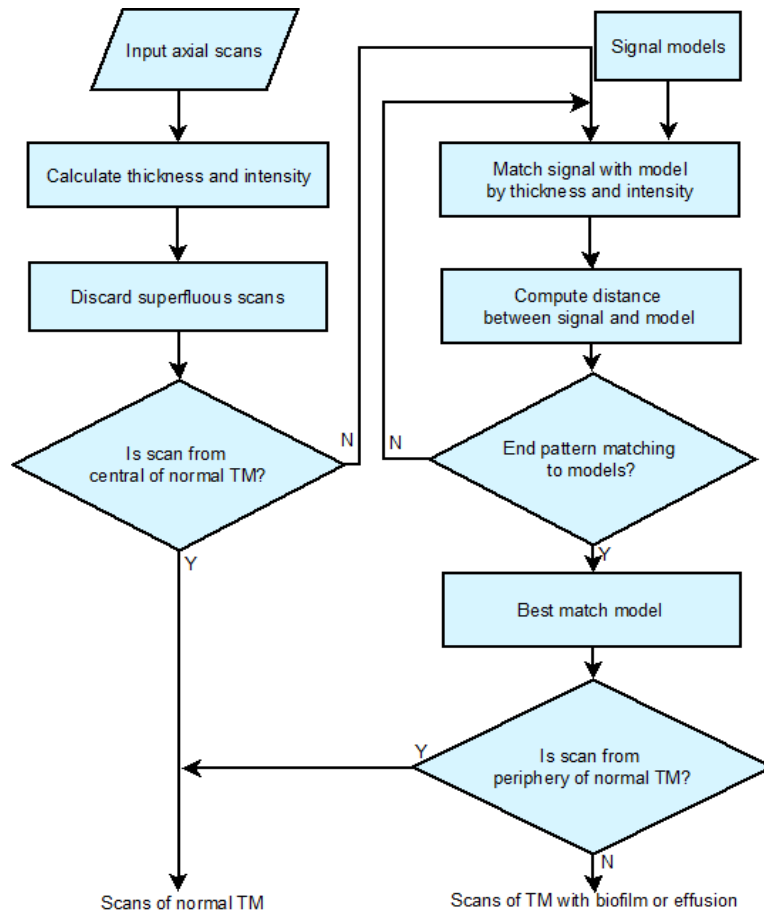 Input axial scans
Calculate thickness and intensity
Discard superfluous scans
Is scan from
central of normal TM?
N
Y
Signal models
Match signal with model
by thickness and intensity
Compute distance
between signal and model
End pattern matching
to models?
N
Y
Best match model
Is scan from
periphery of normal TM?
Y
N
Scans of normal TM
Scans of TM with biofilm or effusion